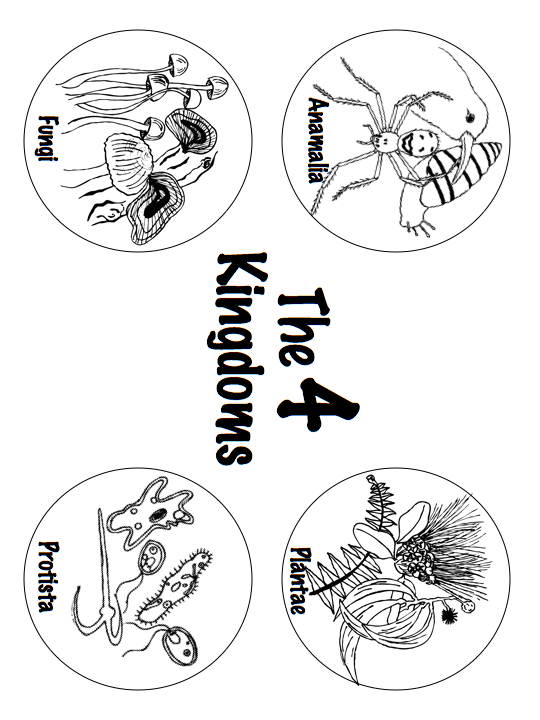 Anamalia
Plantae
The 4
Kingdoms
Fungi
Protista